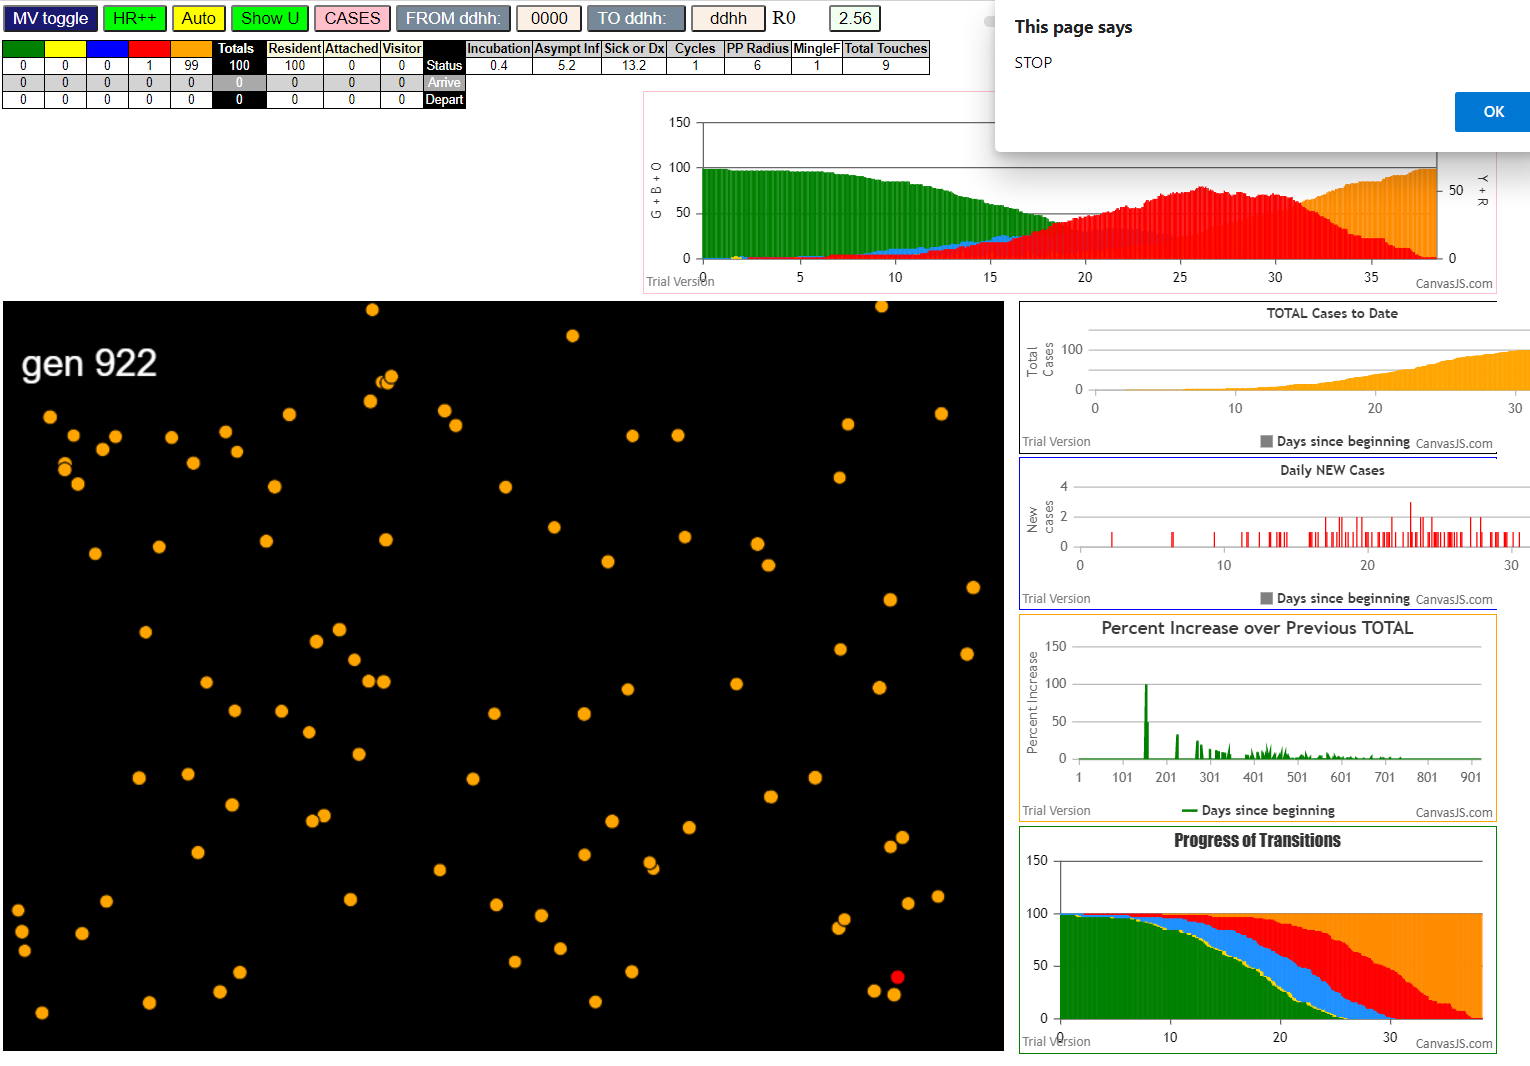 MV toggle HR++ Auto Show U CASES FROM ddhh: 0000 TO ddhh: ddhh R0 2.56
This page says
STOP
OK
Totals Resident Attached Visitor Incubation Asympt Inf Sick or Dx Cycles PP Radius MingleF Total Touches
0 0 0 1 99 100 100 0 0 Status 0.4 5.2 13.2 1 6 1 9
0 0 0 0 0 0 0 0 0 Arrive
0 0 0 0 0 0 0 0 0 Depart
G + B + O
150
100
50
0
Y + R
50
0
0 5 10 15 20 25 30 35
Trial Version
CanvasJS.com
gen 922
TOTAL Cases to Date
Total
Cases
100
0
0 10 20 30
Days since beginning
Trial Version
CanvasJS.com
Daily NEW Cases
New
cases
4
2
0
0 10 20 30
Days since beginning
Trial Version
CanvasJS.com
Percent Increase over Previous TOTAL
Percent Increase
150
100
50
0
1 101 201 301 401 501 601 701 801 901
Days since beginning
Trial Version
CanvasJS.com
Progress of Transitions
150
100
50
0
0 10 20 30
Trial Version
CanvasJS.com